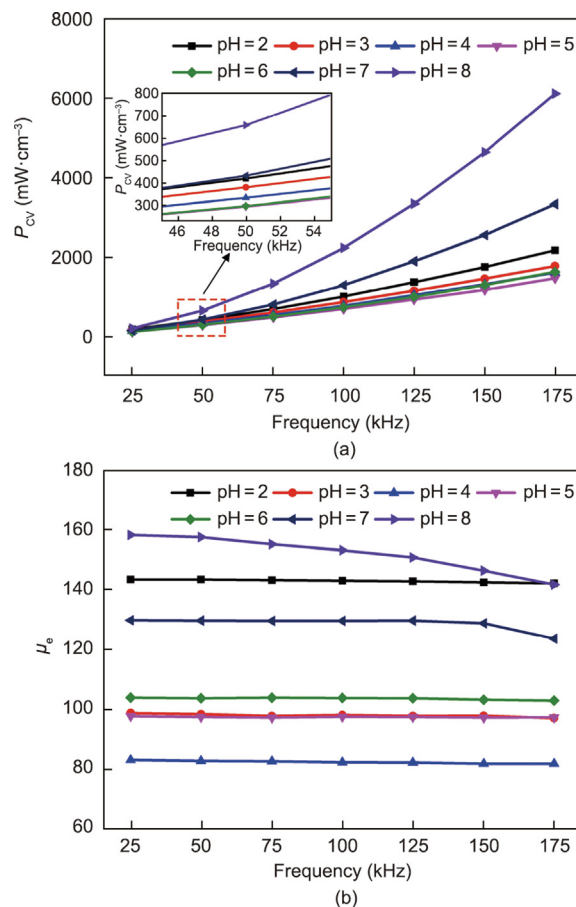 8000
pH = 2 pH = 3 pH = 4 pH = 5
pH = 6 pH = 7 pH = 8
6000
4000
2000
0
P_CV (mW·cm⁻³)
800
700
600
500
400
300
P_CV (mW·cm⁻³)
46 48 50 52 54
Frequency (kHz)
25 50 75 100 125 150 175
Frequency (kHz)
(a)
180
pH = 2 pH = 3 pH = 4 pH = 5
pH = 6 pH = 7 pH = 8
160
140
120
100
80
60
μ_e
25 50 75 100 125 150 175
Frequency (kHz)
(b)